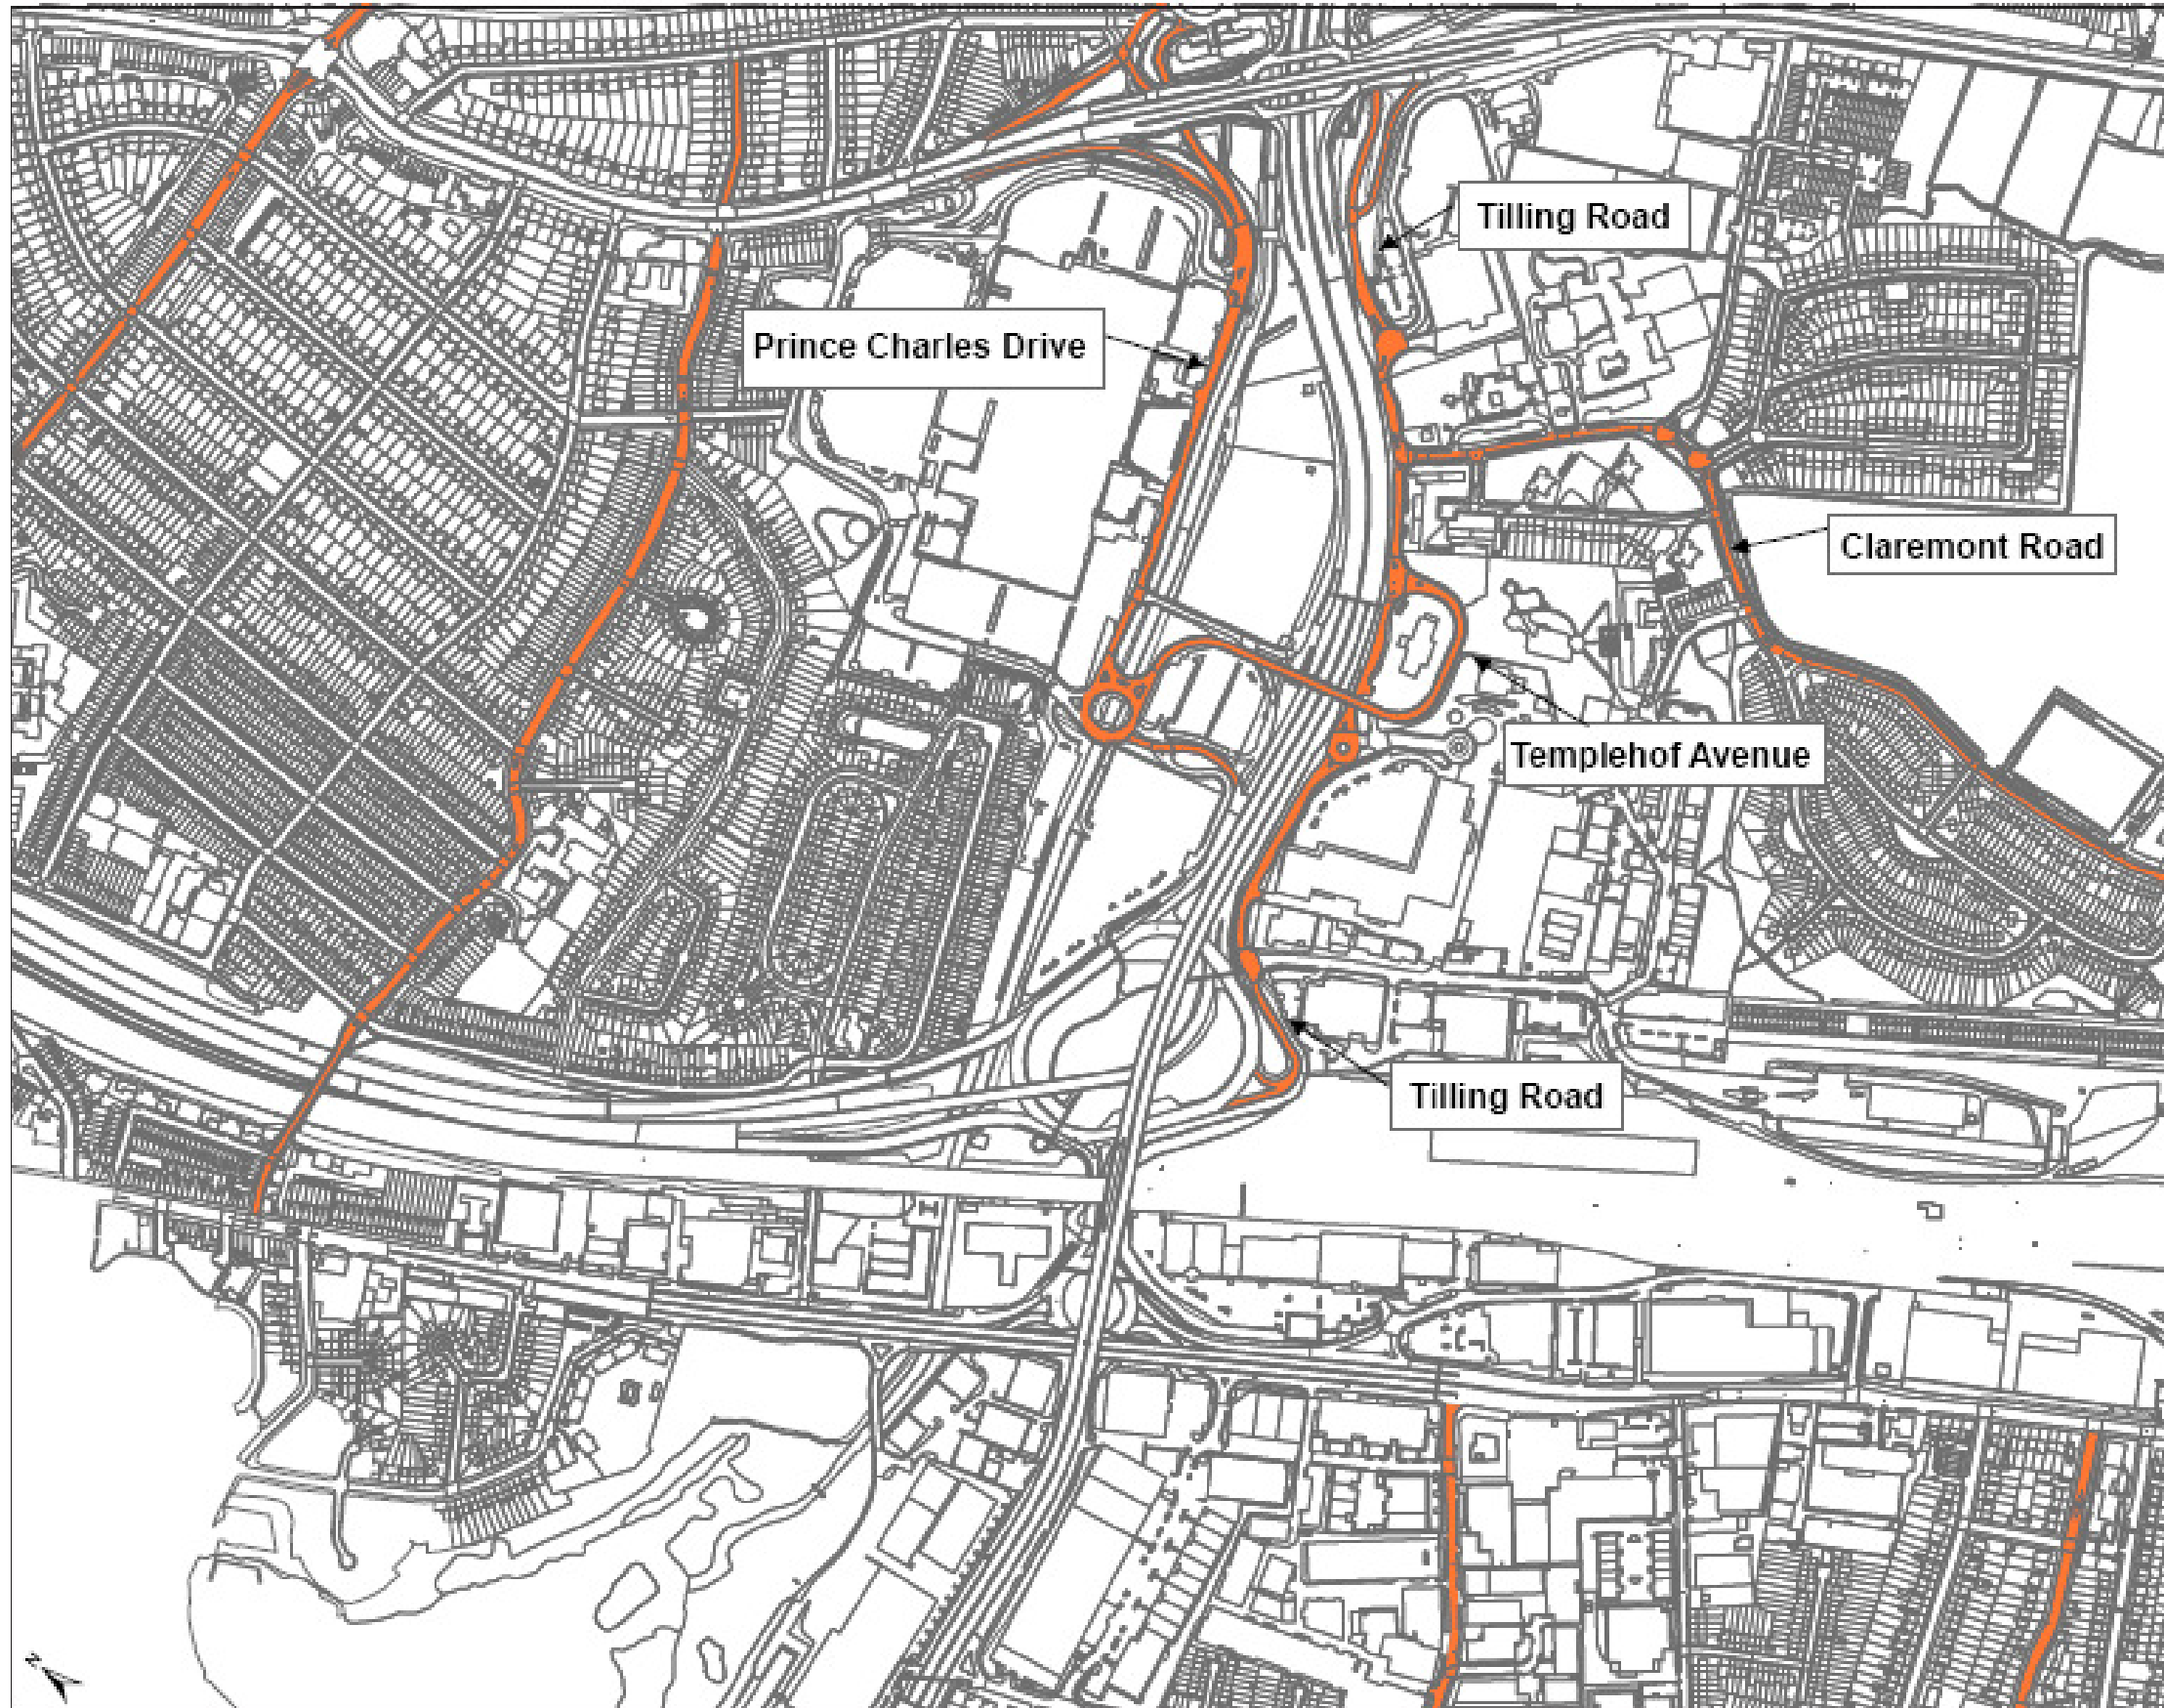 Tilling Road
Prince Charles Drive
Claremont Road
Templehof Avenue
Tilling Road
N